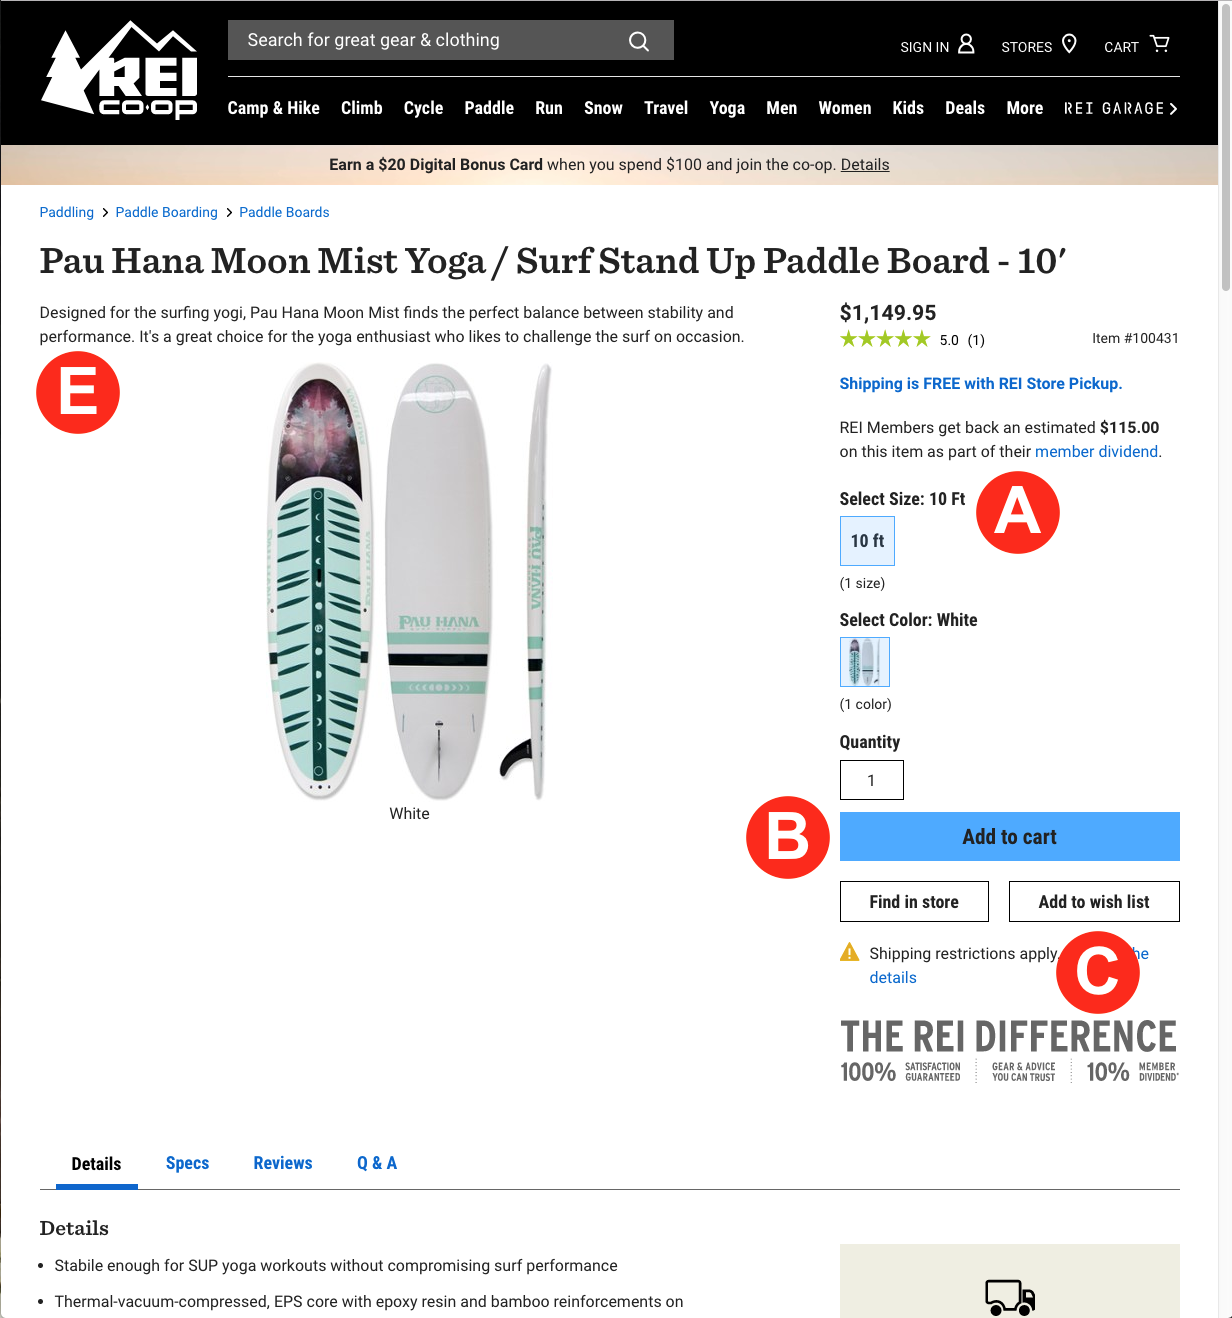 REI
CO·OP
Search for great gear & clothing
SIGN IN
STORES
CART
Camp & Hike Climb Cycle Paddle Run Snow Travel Yoga Men Women Kids Deals More REI GARAGE
Earn a $20 Digital Bonus Card when you spend $100 and join the co-op. Details
Paddling > Paddle Boarding > Paddle Boards
Pau Hana Moon Mist Yoga / Surf Stand Up Paddle Board - 10'
Designed for the surfing yogi, Pau Hana Moon Mist finds the perfect balance between stability and
performance. It's a great choice for the yoga enthusiast who likes to challenge the surf on occasion.
E
PAU HANA
PAU HANA
White
$1,149.95
5.0 (1)
Item #100431
Shipping is FREE with REI Store Pickup.
REI Members get back an estimated $115.00
on this item as part of their member dividend.
Select Size: 10 Ft
A
10 ft
(1 size)
Select Color: White
(1 color)
Quantity
1
B
Add to cart
Find in store
Add to wish list
Shipping restrictions apply.
details
C
THE REI DIFFERENCE
100% SATISFACTION GUARANTEED
GEAR & ADVICE YOU CAN TRUST
10% MEMBER DIVIDEND*
Details Specs Reviews Q & A
Details
• Stabile enough for SUP yoga workouts without compromising surf performance
• Thermal-vacuum-compressed, EPS core with epoxy resin and bamboo reinforcements on